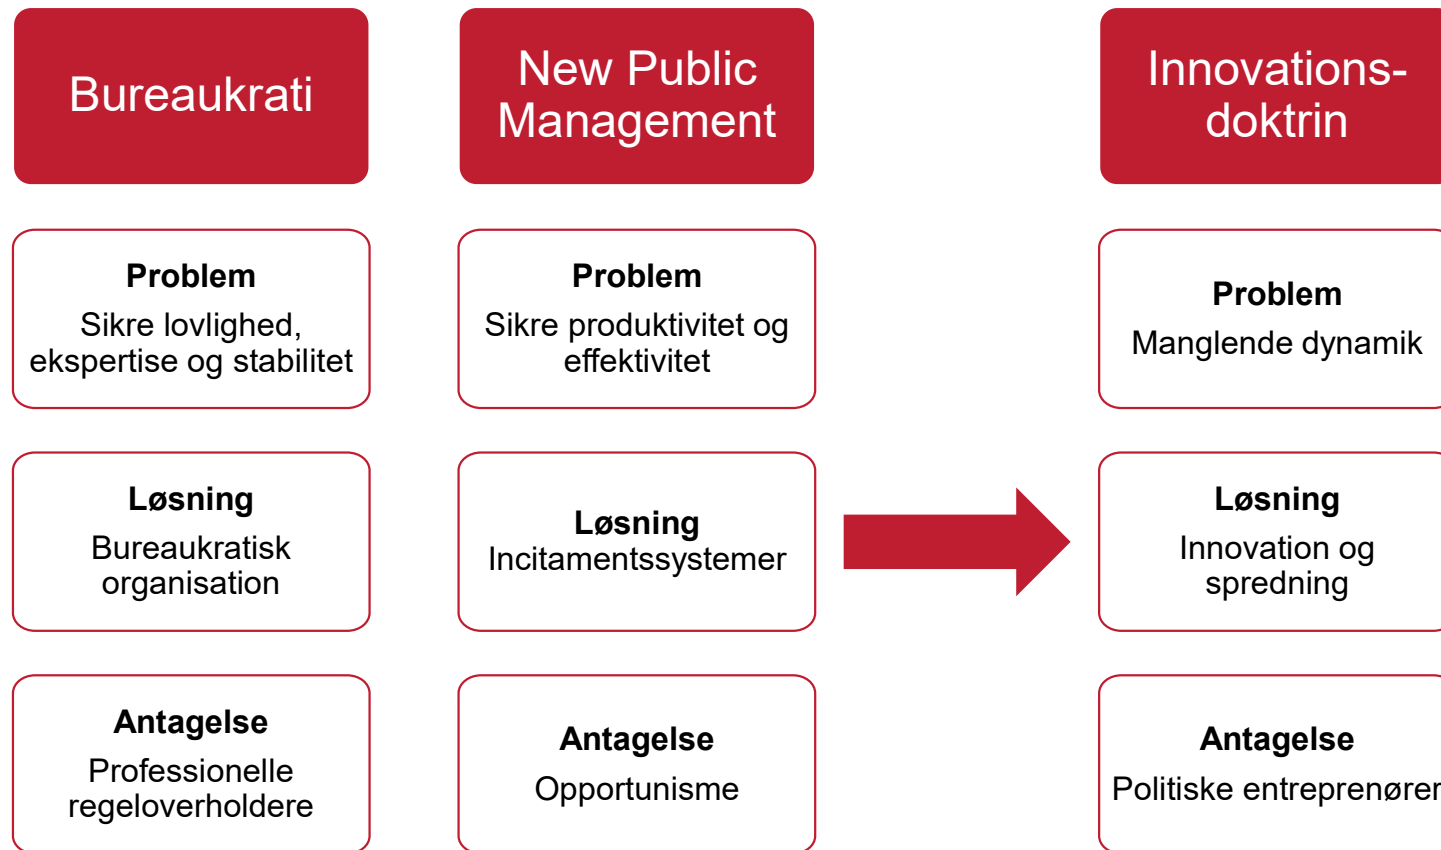 Bureaukrati
New Public
Management
Innovations-
doktrin
Problem
Sikre lovlighed,
ekspertise og stabilitet
Problem
Sikre produktivitet og
effektivitet
Problem
Manglende dynamik
Løsning
Bureaukratisk
organisation
Løsning
Incitamentssystemer
Løsning
Innovation og
spredning
Antagelse
Professionelle
regeloverholdere
Antagelse
Opportunisme
Antagelse
Politiske entreprenører